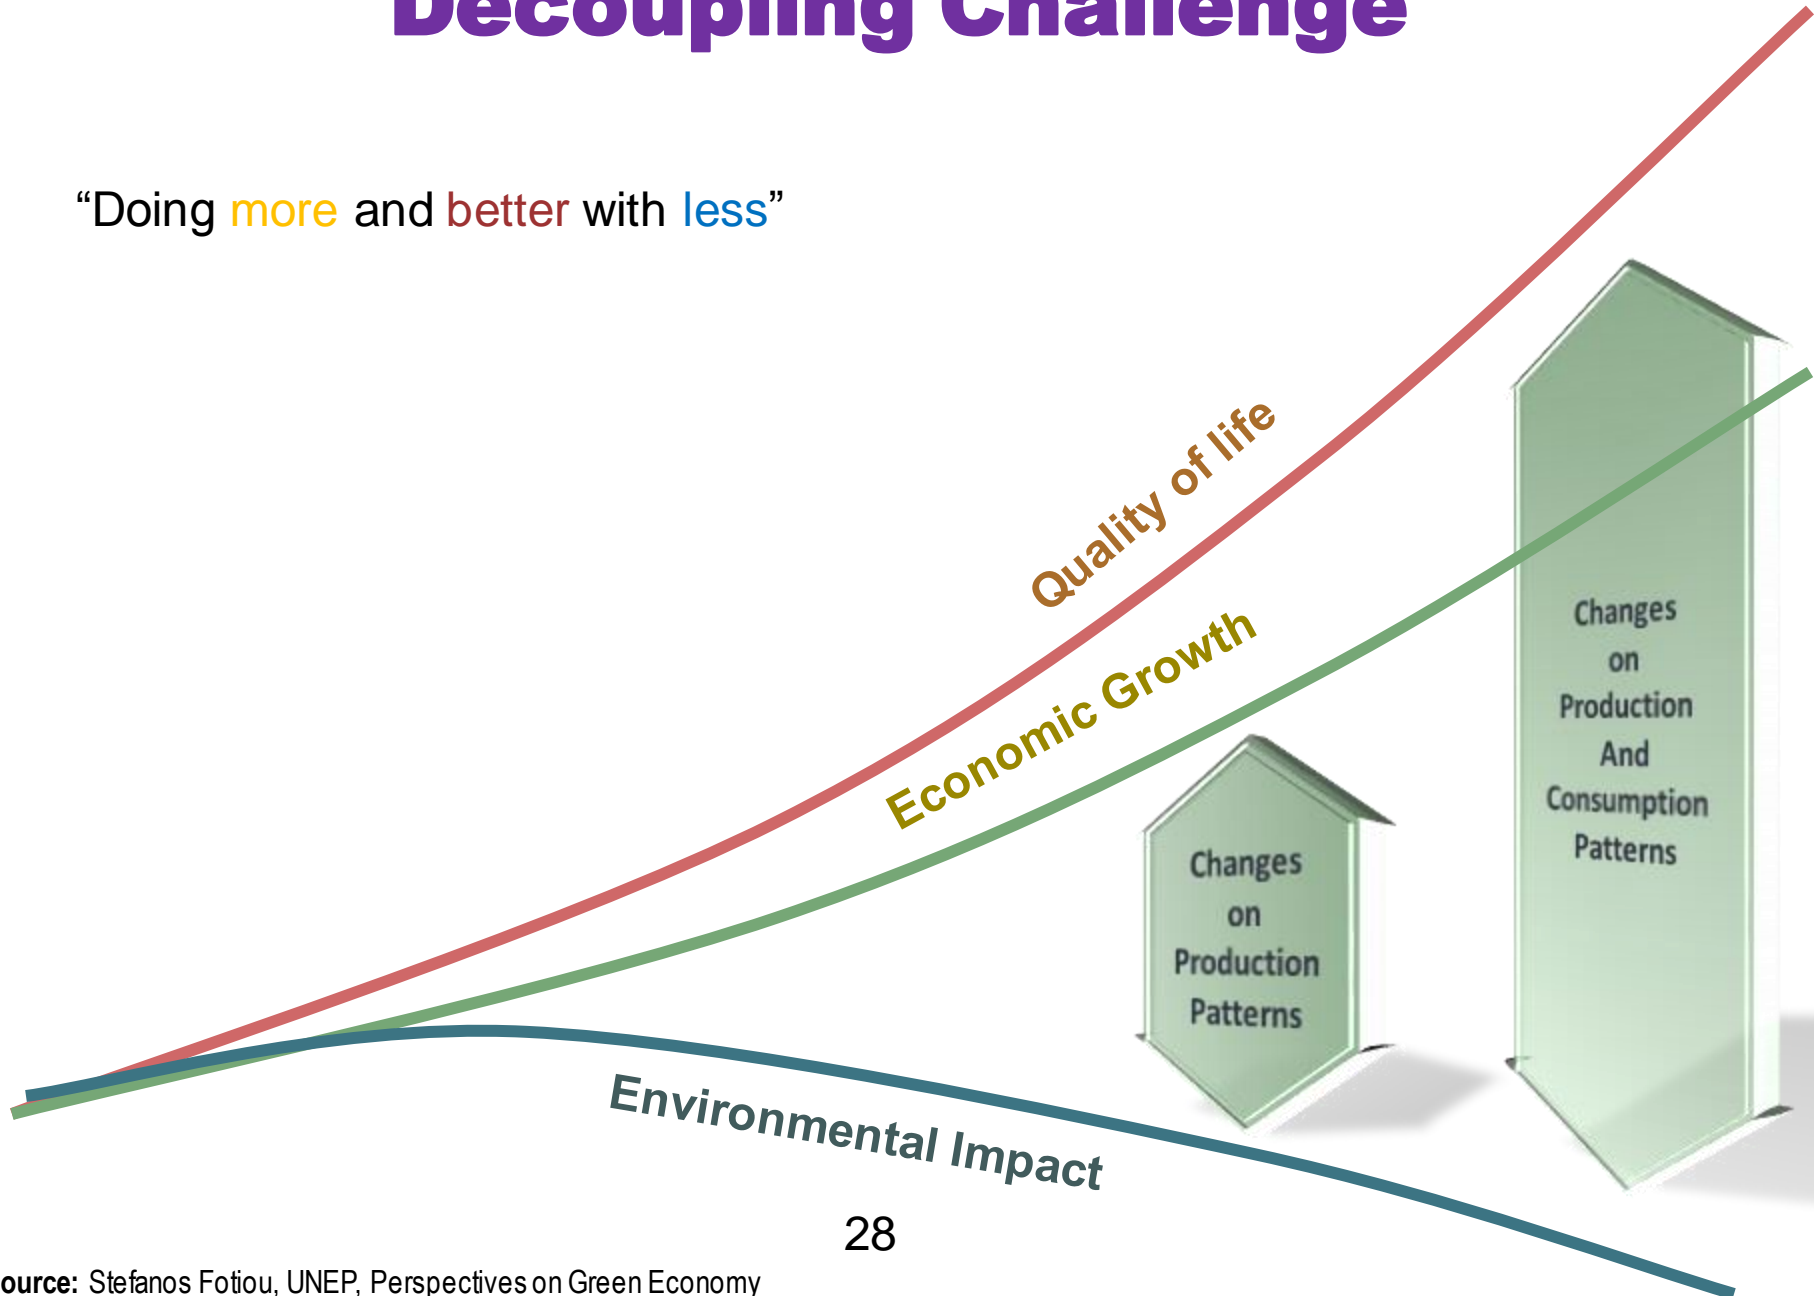 Decoupling Challenge
“Doing more and better with less”
Quality of life
Economic Growth
Environmental Impact
Changes
on
Production
Patterns
Changes
on
Production
And
Consumption
Patterns
28
ource: Stefanos Fotiou, UNEP, Perspectives on Green Economy